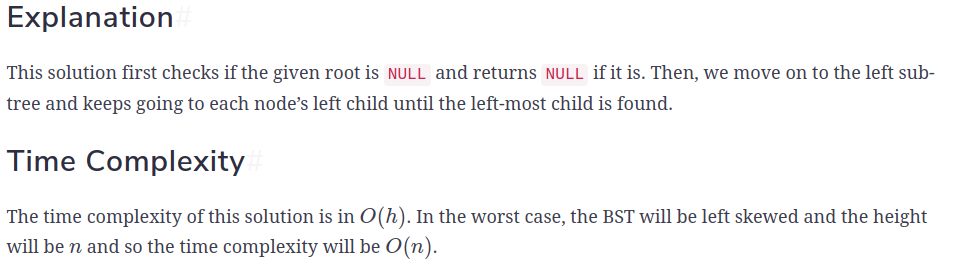 Explanation#
This solution first checks if the given root is NULL and returns NULL if it is. Then, we move on to the left sub-
tree and keeps going to each node’s left child until the left-most child is found.
Time Complexity#
The time complexity of this solution is in O(h). In the worst case, the BST will be left skewed and the height
will be n and so the time complexity will be O(n).